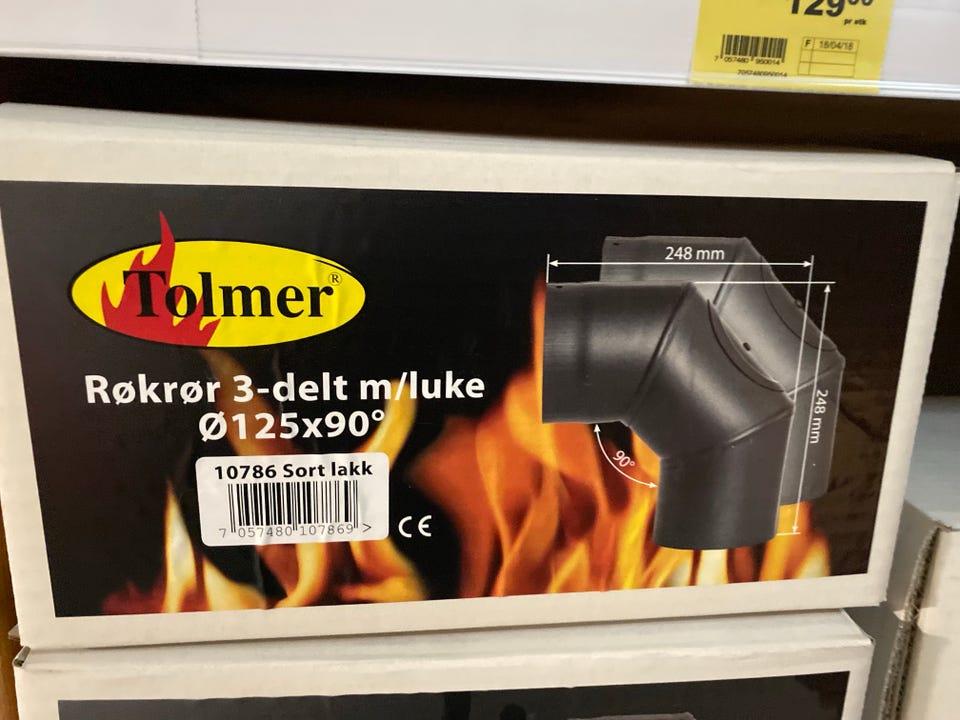 129
pr stk
F 18/04/18
7 057480 950014
7057480950014
Tolmer®
Røkrør 3-delt m/luke
Ø125x90°
10786 Sort lakk
7 057480 107869 >
CE
248 mm
248 mm
90°